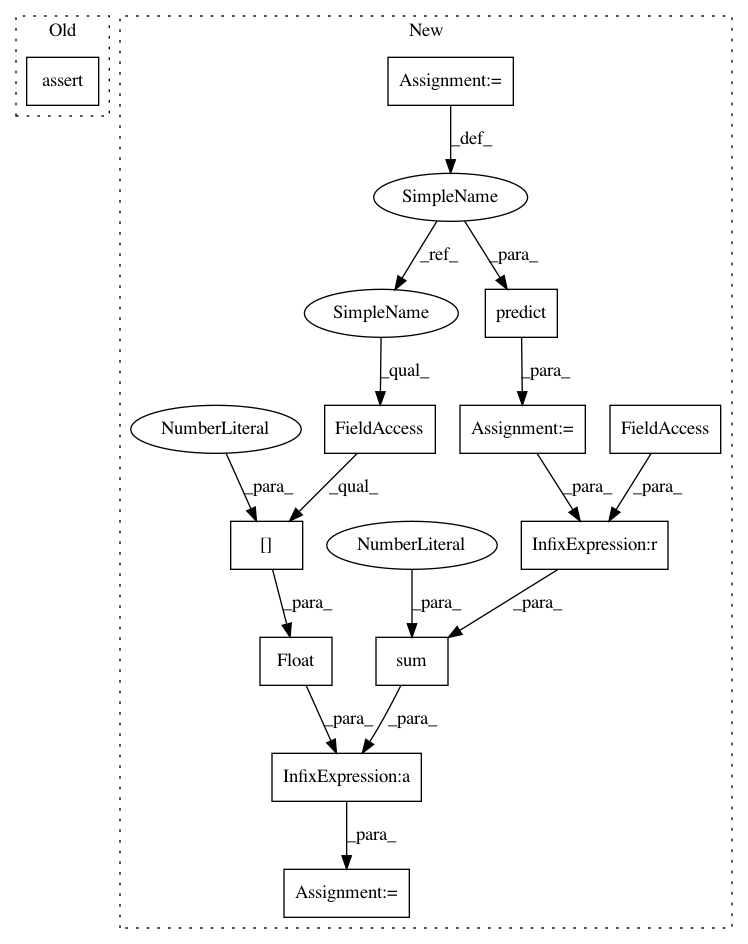 Old
New
assert
Assignment:=
_def_
SimpleName
_ref_
_para_
SimpleName
predict
_qual_
_para_
NumberLiteral
FieldAccess
Assignment:=
FieldAccess
_para_
_qual_
_para_
_para_
[]
NumberLiteral
InfixExpression:r
_para_
_para_
_para_
Float
sum
_para_
_para_
InfixExpression:a
_para_
Assignment:=